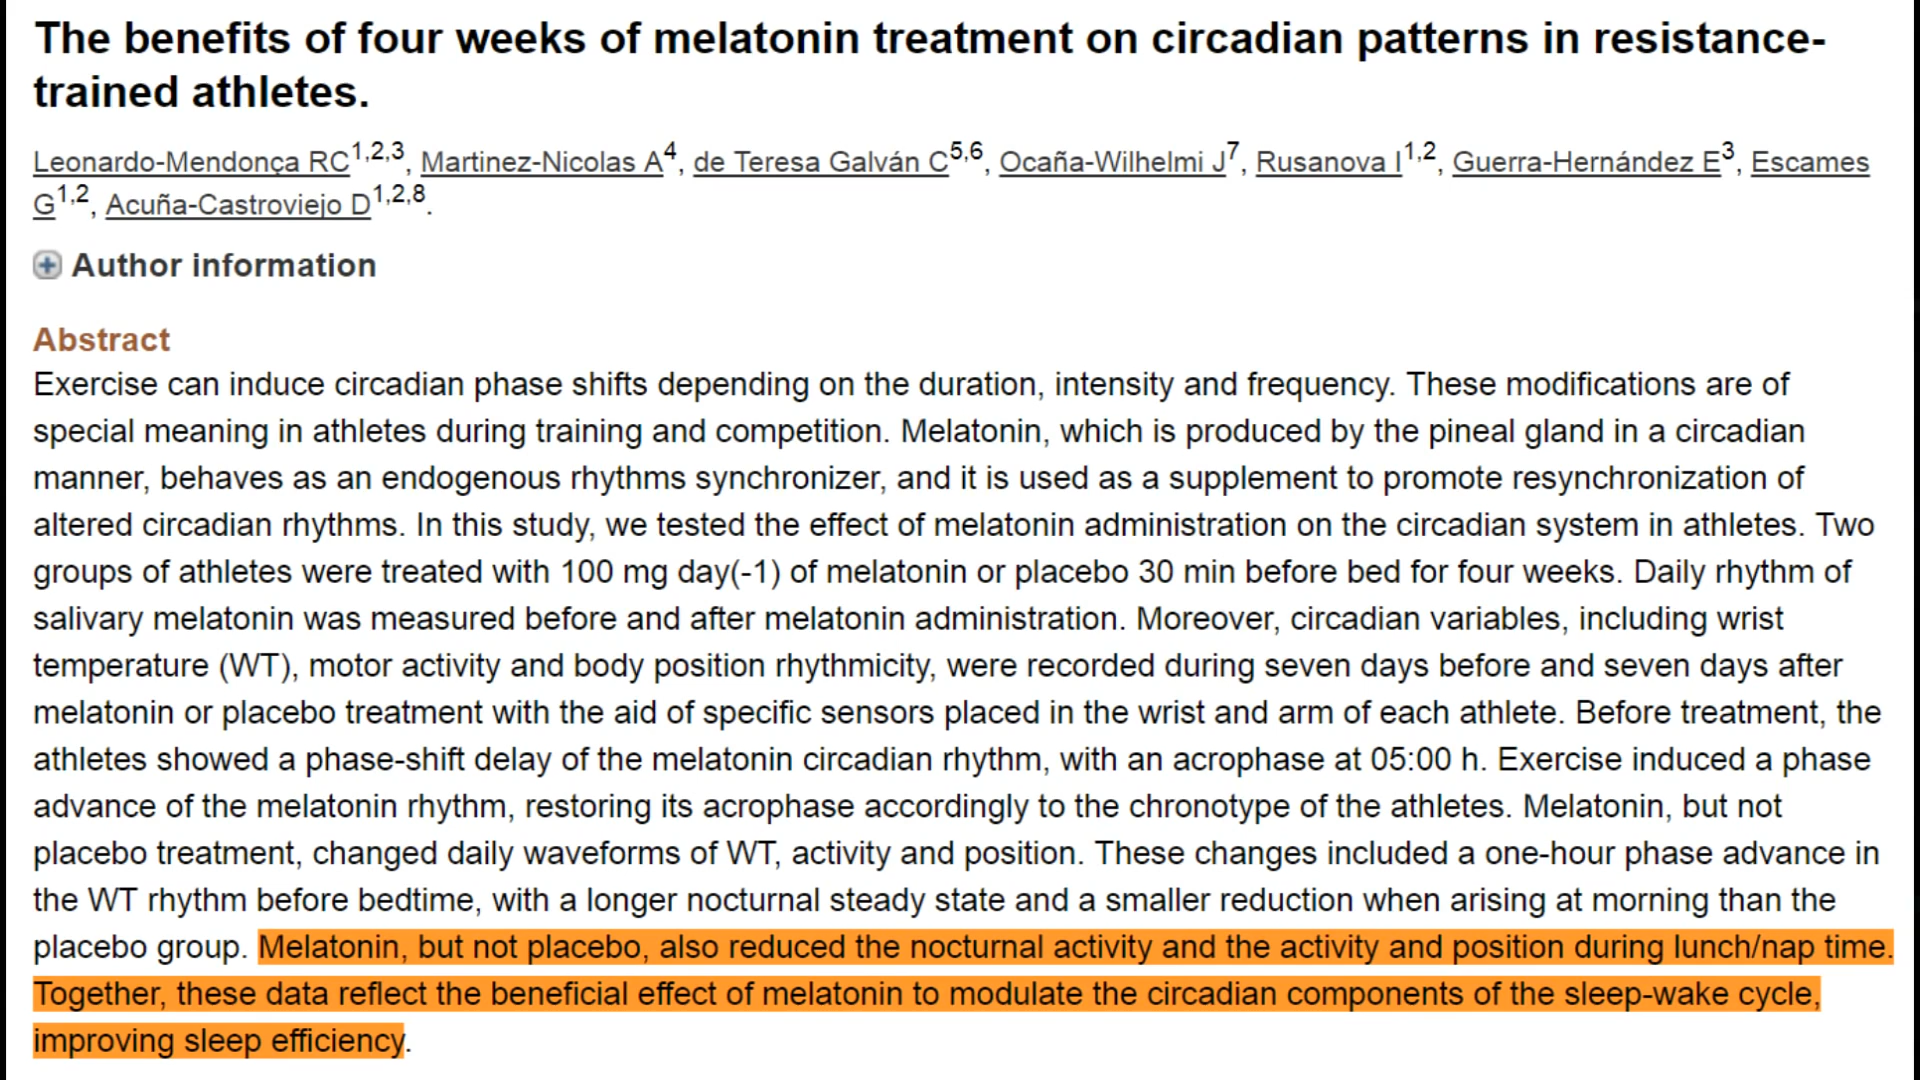 The benefits of four weeks of melatonin treatment on circadian patterns in resistance-
trained athletes.
Leonardo-Mendonça RC1,2,3, Martinez-Nicolas A4, de Teresa Galván C5,6, Ocaña-Wilhelmi J7, Rusanova I1,2, Guerra-Hernández E3, Escames
G1,2, Acuña-Castroviejo D1,2,8.
Author information
Abstract
Exercise can induce circadian phase shifts depending on the duration, intensity and frequency. These modifications are of
special meaning in athletes during training and competition. Melatonin, which is produced by the pineal gland in a circadian
manner, behaves as an endogenous rhythms synchronizer, and it is used as a supplement to promote resynchronization of
altered circadian rhythms. In this study, we tested the effect of melatonin administration on the circadian system in athletes. Two
groups of athletes were treated with 100 mg day(-1) of melatonin or placebo 30 min before bed for four weeks. Daily rhythm of
salivary melatonin was measured before and after melatonin administration. Moreover, circadian variables, including wrist
temperature (WT), motor activity and body position rhythmicity, were recorded during seven days before and seven days after
melatonin or placebo treatment with the aid of specific sensors placed in the wrist and arm of each athlete. Before treatment, the
athletes showed a phase-shift delay of the melatonin circadian rhythm, with an acrophase at 05:00 h. Exercise induced a phase
advance of the melatonin rhythm, restoring its acrophase accordingly to the chronotype of the athletes. Melatonin, but not
placebo treatment, changed daily waveforms of WT, activity and position. These changes included a one-hour phase advance in
the WT rhythm before bedtime, with a longer nocturnal steady state and a smaller reduction when arising at morning than the
placebo group. Melatonin, but not placebo, also reduced the nocturnal activity and the activity and position during lunch/nap time.
Together, these data reflect the beneficial effect of melatonin to modulate the circadian components of the sleep-wake cycle,
improving sleep efficiency.